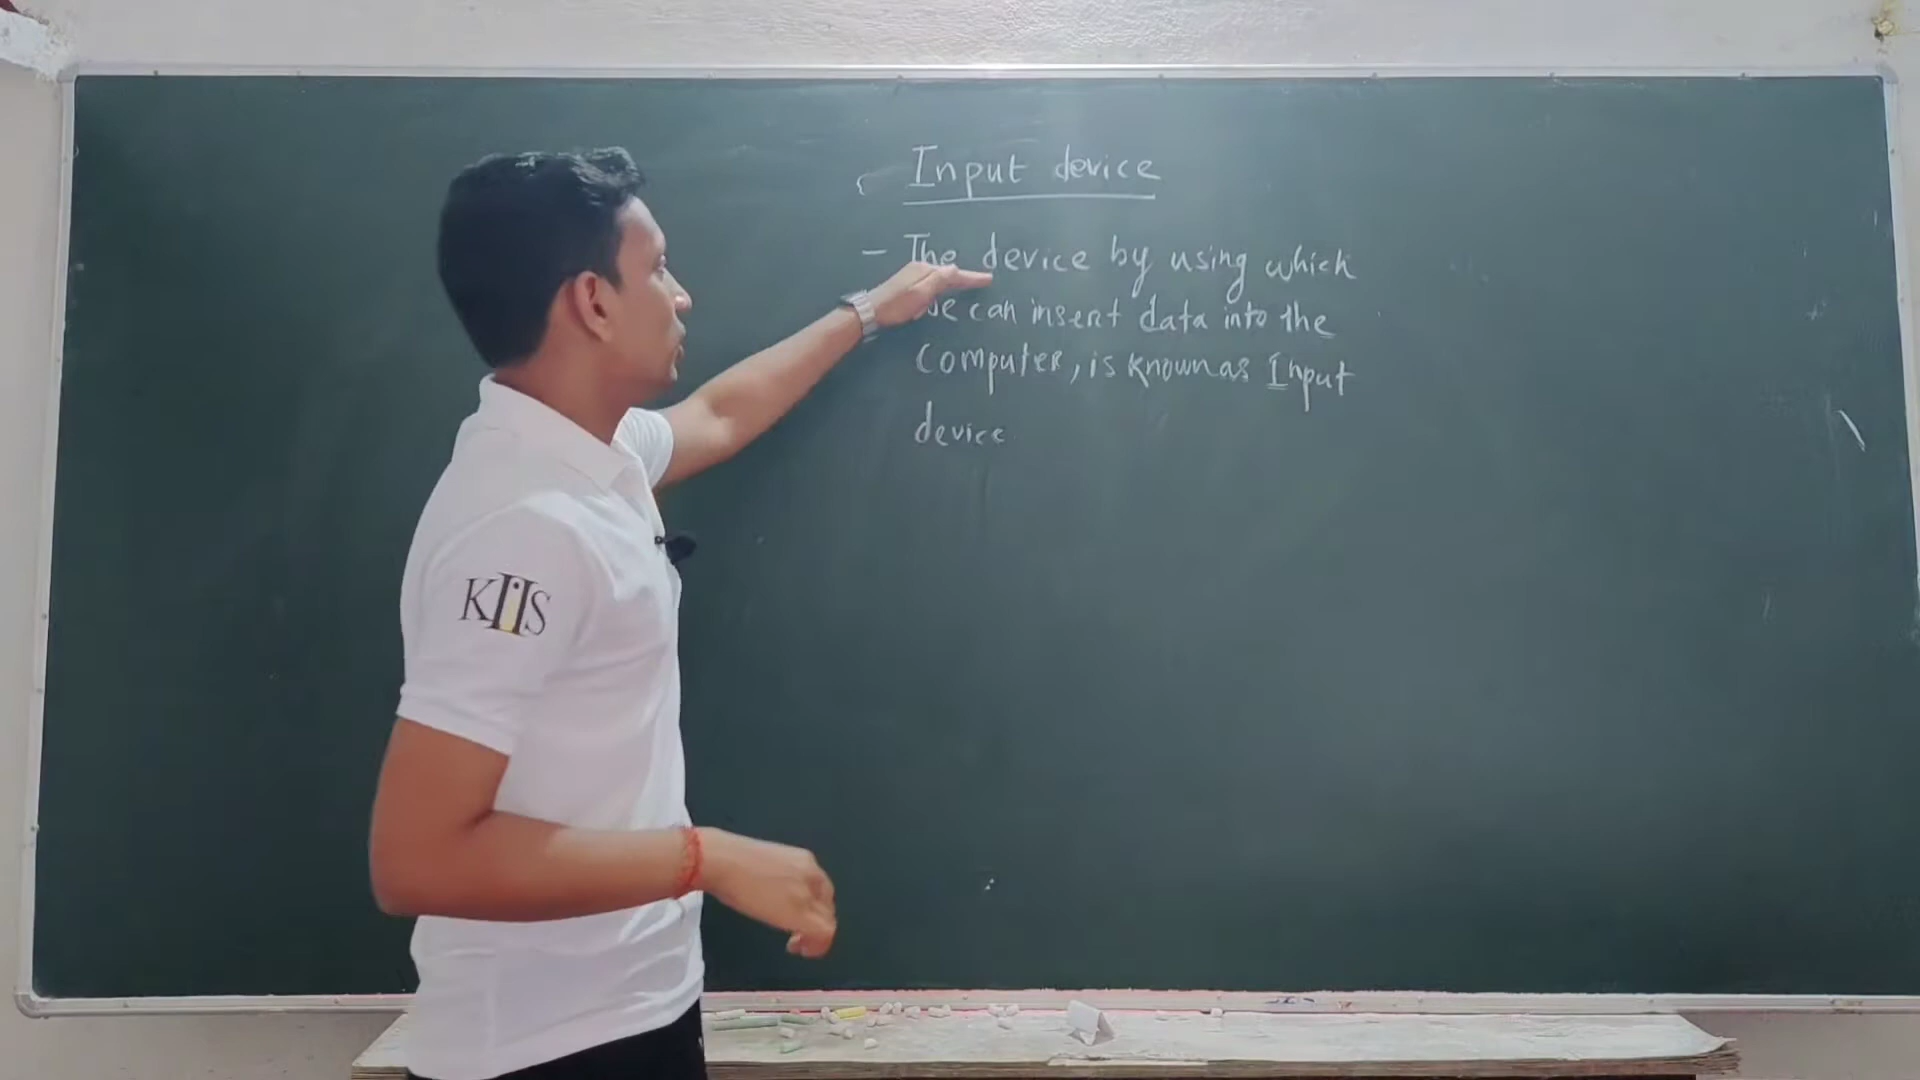 Input device
- The device by using which
we can insert data into the
computer, is known as Input
device
KIIS